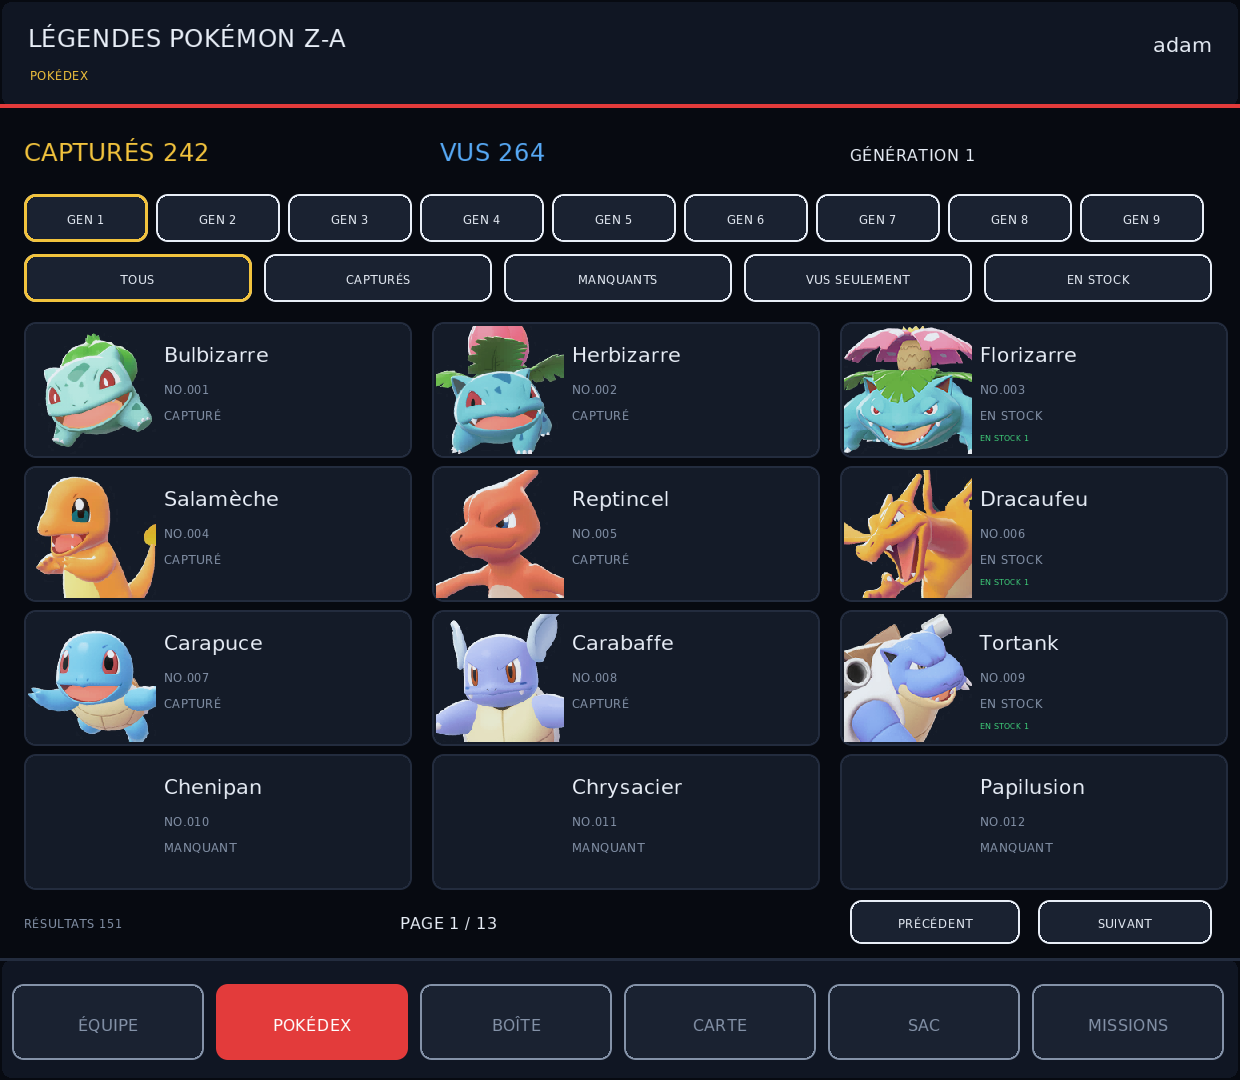 LÉGENDES POKÉMON Z-A
adam
POKÉDEX
CAPTURÉS 242
VUS 264
GÉNÉRATION 1
GEN 1
GEN 2
GEN 3
GEN 4
GEN 5
GEN 6
GEN 7
GEN 8
GEN 9
TOUS
CAPTURÉS
MANQUANTS
VUS SEULEMENT
EN STOCK
Bulbizarre
NO.001
CAPTURÉ
Herbizarre
NO.002
CAPTURÉ
Florizarre
NO.003
EN STOCK
EN STOCK 1
Salamèche
NO.004
CAPTURÉ
Reptincel
NO.005
CAPTURÉ
Dracaufeu
NO.006
EN STOCK
EN STOCK 1
Carapuce
NO.007
CAPTURÉ
Carabaffe
NO.008
CAPTURÉ
Tortank
NO.009
EN STOCK
EN STOCK 1
Chenipan
NO.010
MANQUANT
Chrysacier
NO.011
MANQUANT
Papilusion
NO.012
MANQUANT
RÉSULTATS 151
PAGE 1 / 13
PRÉCÉDENT
SUIVANT
ÉQUIPE
POKÉDEX
BOÎTE
CARTE
SAC
MISSIONS